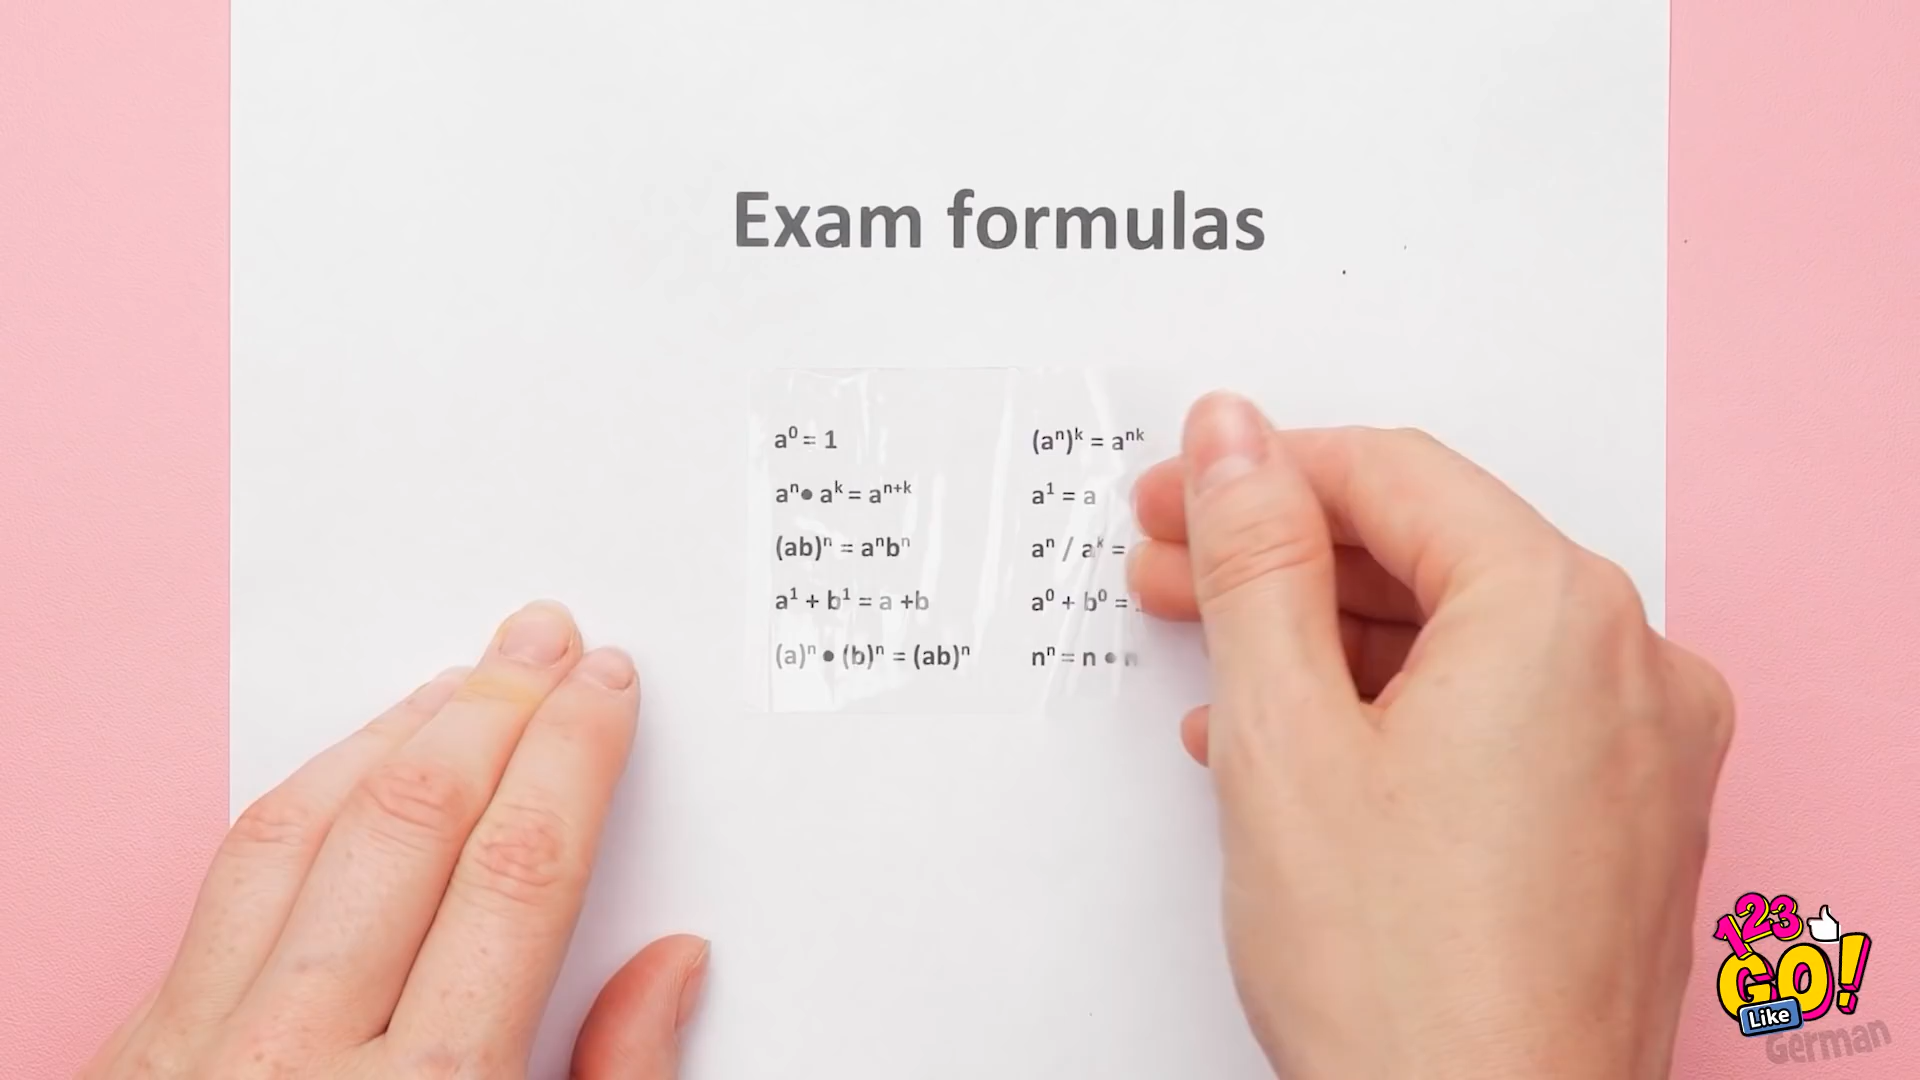 Exam formulas
a⁰ = 1
aⁿ• aᵏ = aⁿ⁺ᵏ
(ab)ⁿ = aⁿbⁿ
a¹ + b¹ = a +b
(a)ⁿ • (b)ⁿ = (ab)ⁿ
(aⁿ)ᵏ = aⁿᵏ
a¹ = a
aⁿ / aᵏ =
a⁰ + b⁰ =
nⁿ = n •
123 GO!
Like
German